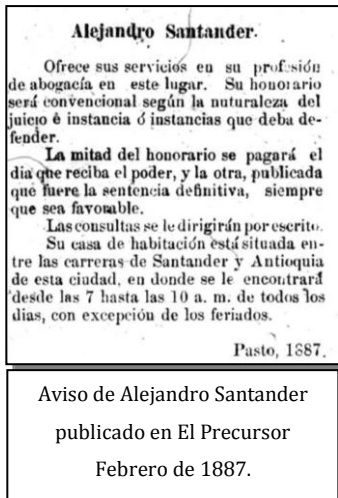 Alejandro Santander.
Ofrece sus servicios en su profesión
de abogacía en este lugar. Su honorario
será convencional según la naturaleza del
juicio é instancia ó instancias que deba de-
fender.
La mitad del honorario se pagará el
dia que reciba el poder, y la otra, publicada
que fuere la sentencia definitiva, siempre
que sea favorable.
Las consultas se le dirigirán por escrito.
Su casa de habitación está situada en-
tre las carreras de Santander y Antioquia
de esta ciudad, en donde se le encontrará
desde las 7 hasta las 10 a. m. de todos los
dias, con excepción de los feriados.
Pasto, 1887.
Aviso de Alejandro Santander
publicado en El Precursor
Febrero de 1887.